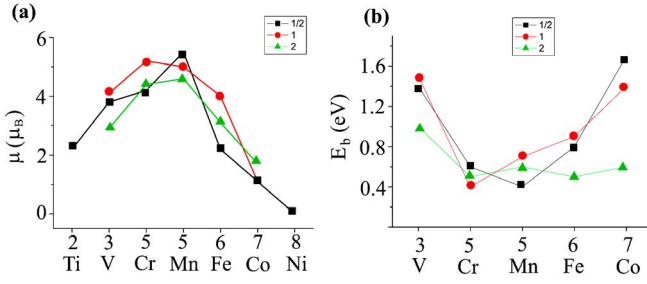 (a)
1/2
1
2
6
4
2
0
μ (μB)
2 3 5 5 6 7 8
Ti V Cr Mn Fe Co Ni
(b)
1/2
1
2
1.6
1.2
0.8
0.4
Eb (eV)
3 5 5 6 7
V Cr Mn Fe Co